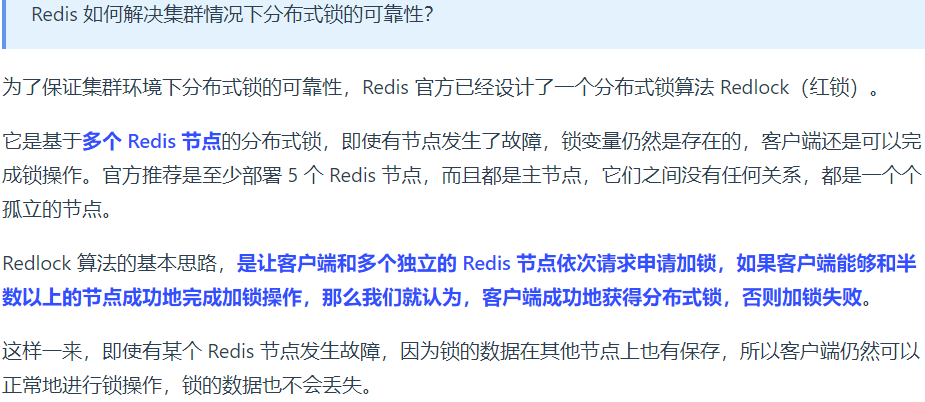 Redis 如何解决集群情况下分布式锁的可靠性？
为了保证集群环境下分布式锁的可靠性，Redis 官方已经设计了一个分布式锁算法 Redlock（红锁）。
它是基于多个 Redis 节点的分布式锁，即使有节点发生了故障，锁变量仍然是存在的，客户端还是可以完
成锁操作。官方推荐是至少部署 5 个 Redis 节点，而且都是主节点，它们之间没有任何关系，都是一个个
孤立的节点。
Redlock 算法的基本思路，是让客户端和多个独立的 Redis 节点依次请求申请加锁，如果客户端能够和半
数以上的节点成功地完成加锁操作，那么我们就认为，客户端成功地获得分布式锁，否则加锁失败。
这样一来，即使有某个 Redis 节点发生故障，因为锁的数据在其他节点上也有保存，所以客户端仍然可以
正常地进行锁操作，锁的数据也不会丢失。